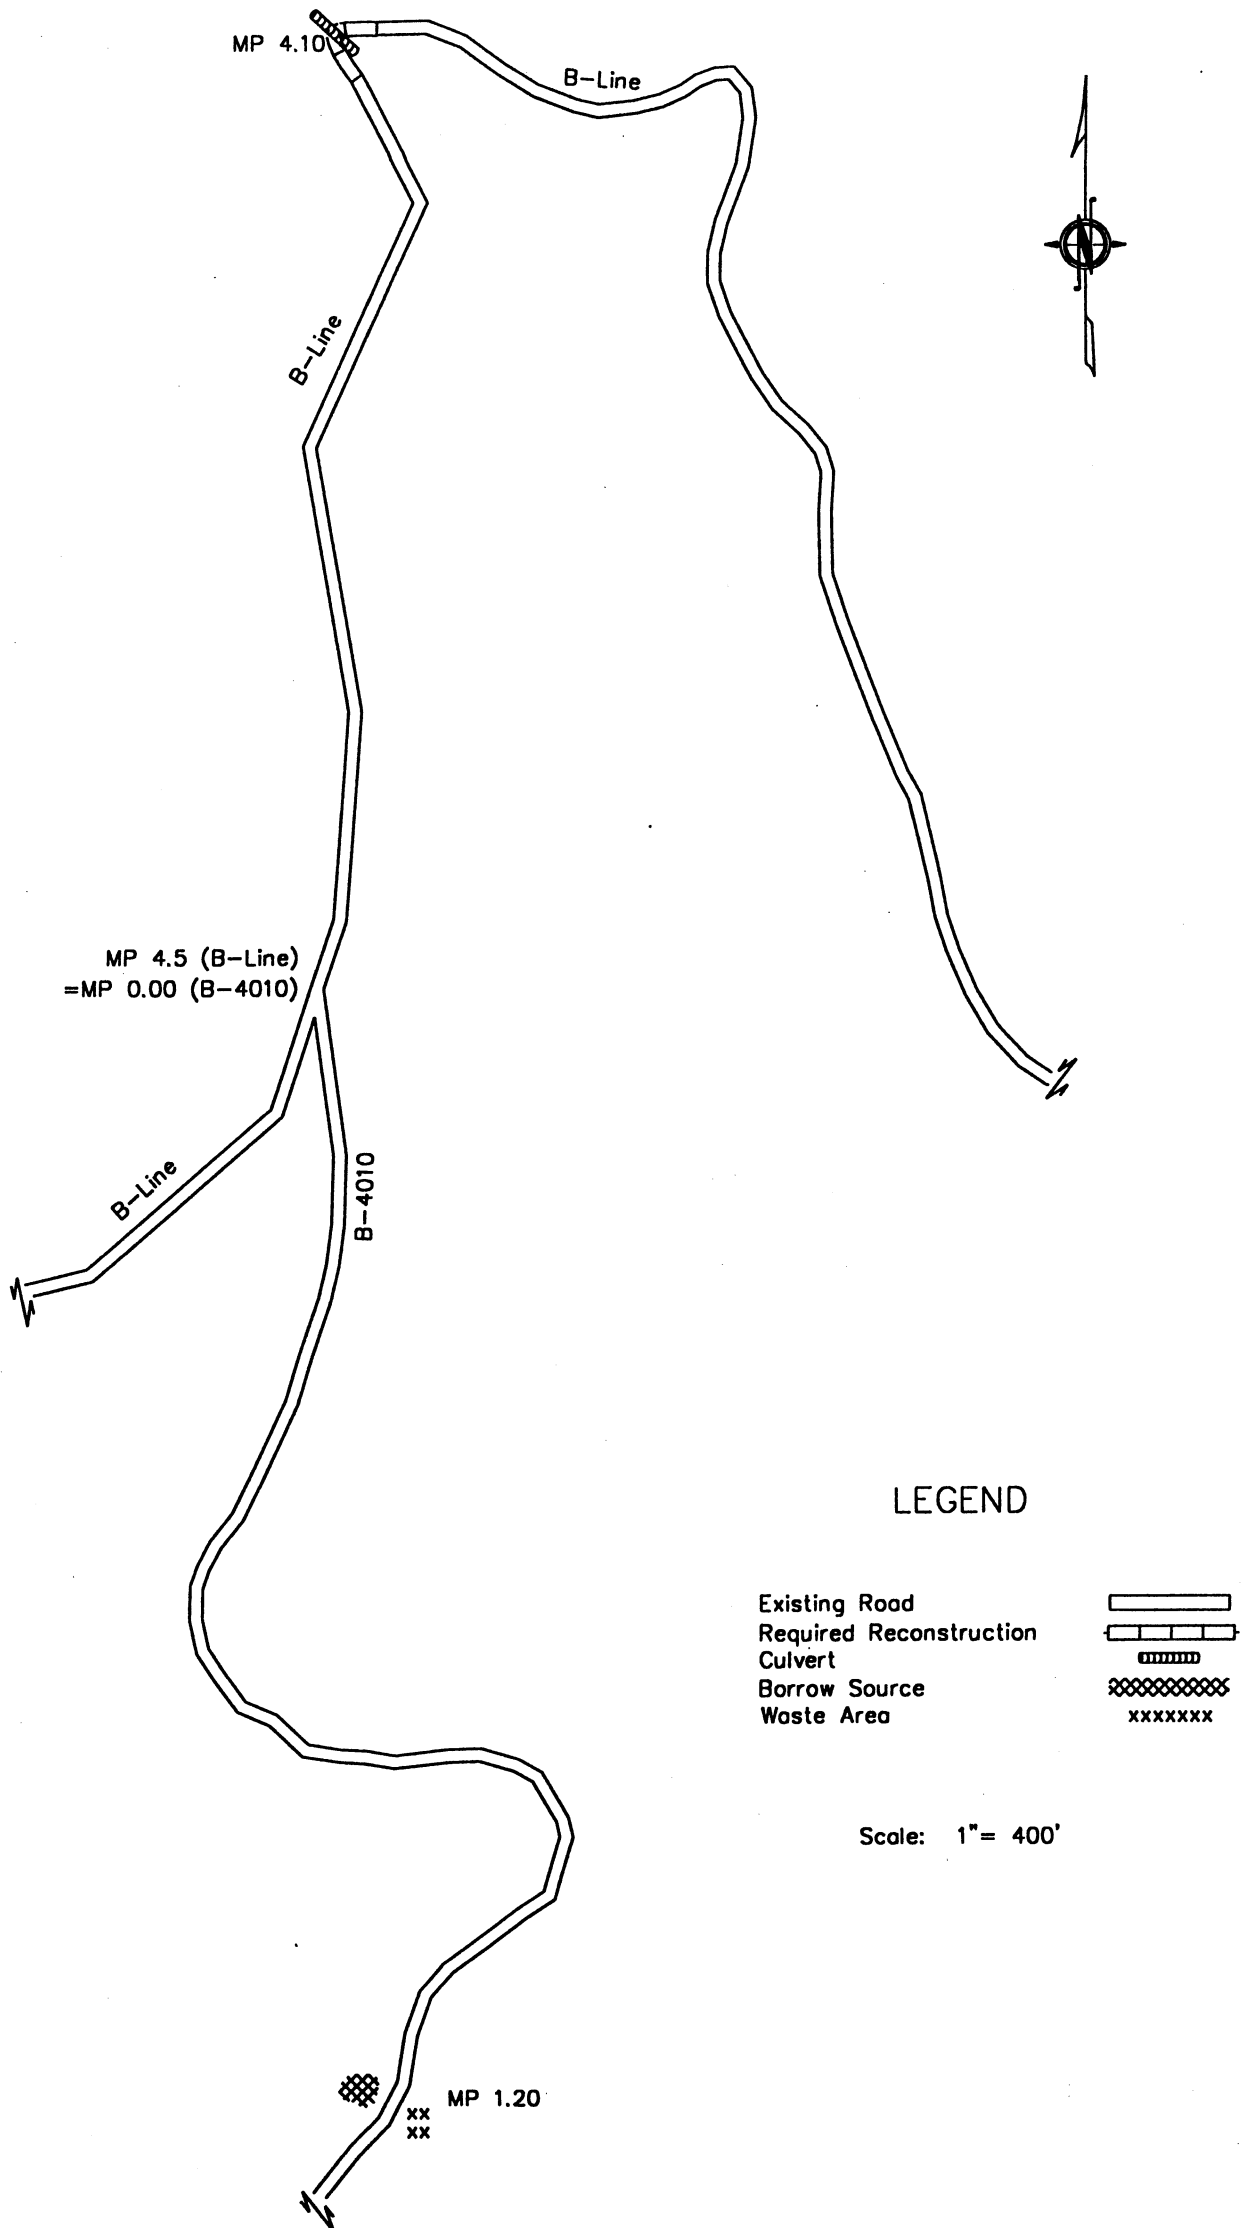 MP 4.10
B-Line
B-Line
N
MP 4.5 (B-Line)
=MP 0.00 (B-4010)
B-Line
B-4010
LEGEND
Existing Road
Required Reconstruction
Culvert
Borrow Source
Waste Area xxxxxxx
Scale: 1"= 400'
MP 1.20
xx
xx